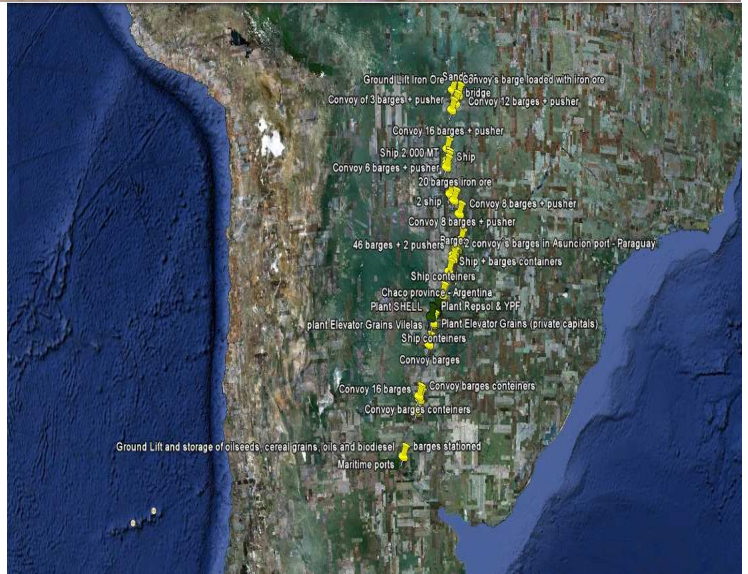 Ground Lift Iron Ore
Convoy's barge loaded with iron ore
bridge
Convoy of 3 barges + pusher
Convoy 12 barges + pusher
Convoy 16 barges + pusher
Ship 2.000 MT
Ship
Convoy 6 barges + pusher
20 barges iron ore
2 ship,
Convoy 8 barges + pusher
Convoy 8 barges + pusher
46 barges + 2 pushers
2 convoy's barges in Asuncion port - Paraguay
Ship + barges containers
Ship conteiners
Chaco province - Argentina
Plant SHELL
Plant Repsol & YPF
plant Elevator Grains Vilelas
Plant Elevator Grains (private capitals)
Ship conteiners
Convoy barges
Convoy 16 barges
Convoy barges conteiners
Convoy barges conteiners
Ground Lift and storage of oilseeds, cereal grains, oils and biodiesel
barges stationed
Maritime ports